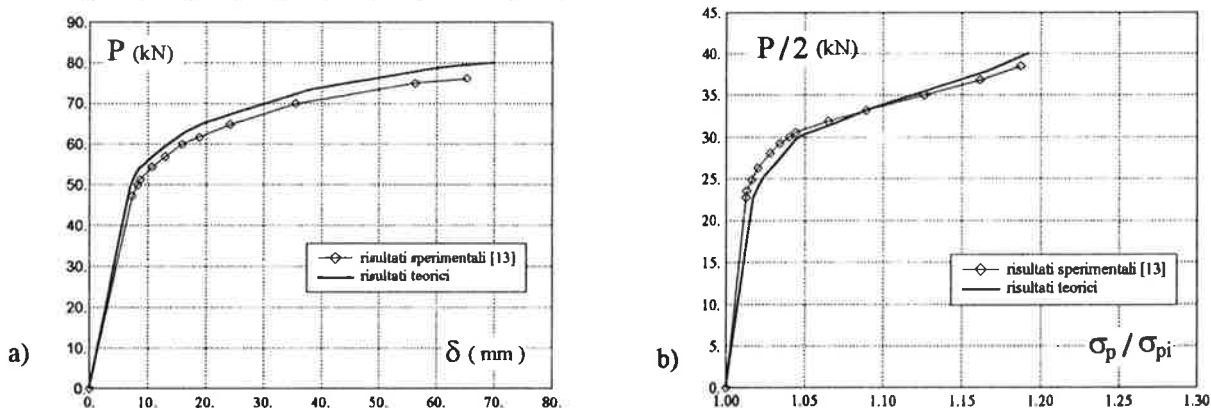 90.
80.
70.
60.
50.
40.
30.
20.
10.
0.
P (kN)
risultati sperimentali [13]
risultati teorici
δ ( mm )
a)
0. 10. 20. 30. 40. 50. 60. 70. 80.
45.
40.
35.
30.
25.
20.
15.
10.
5.
0.
P/2 (kN)
risultati sperimentali [13]
risultati teorici
σp / σpi
b)
1.00 1.05 1.10 1.15 1.20 1.25 1.30